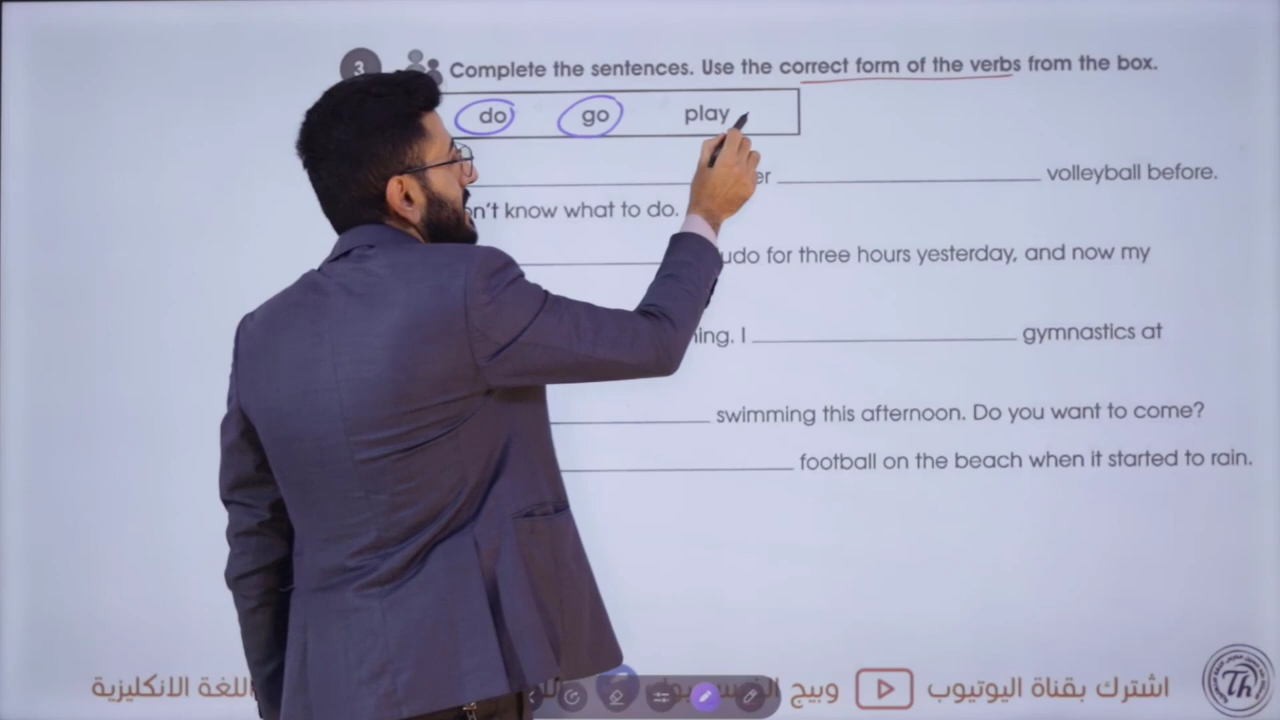 3 Complete the sentences. Use the correct form of the verbs from the box.
do go play
volleyball before.
n't know what to do.
udo for three hours yesterday, and now my
ing. I gymnastics at
swimming this afternoon. Do you want to come?
football on the beach when it started to rain.
اشترك بقناة اليوتيوب وبيج اللغة الانكليزية
Th